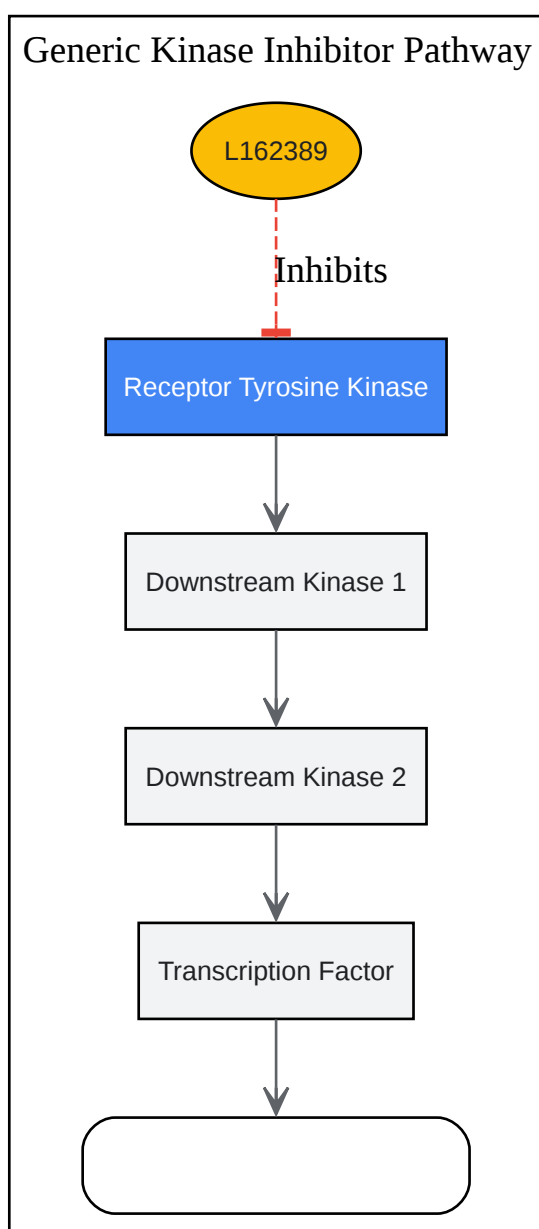 Generic Kinase Inhibitor Pathway
L162389
Inhibits
Receptor Tyrosine Kinase
Downstream Kinase 1
Downstream Kinase 2
Transcription Factor